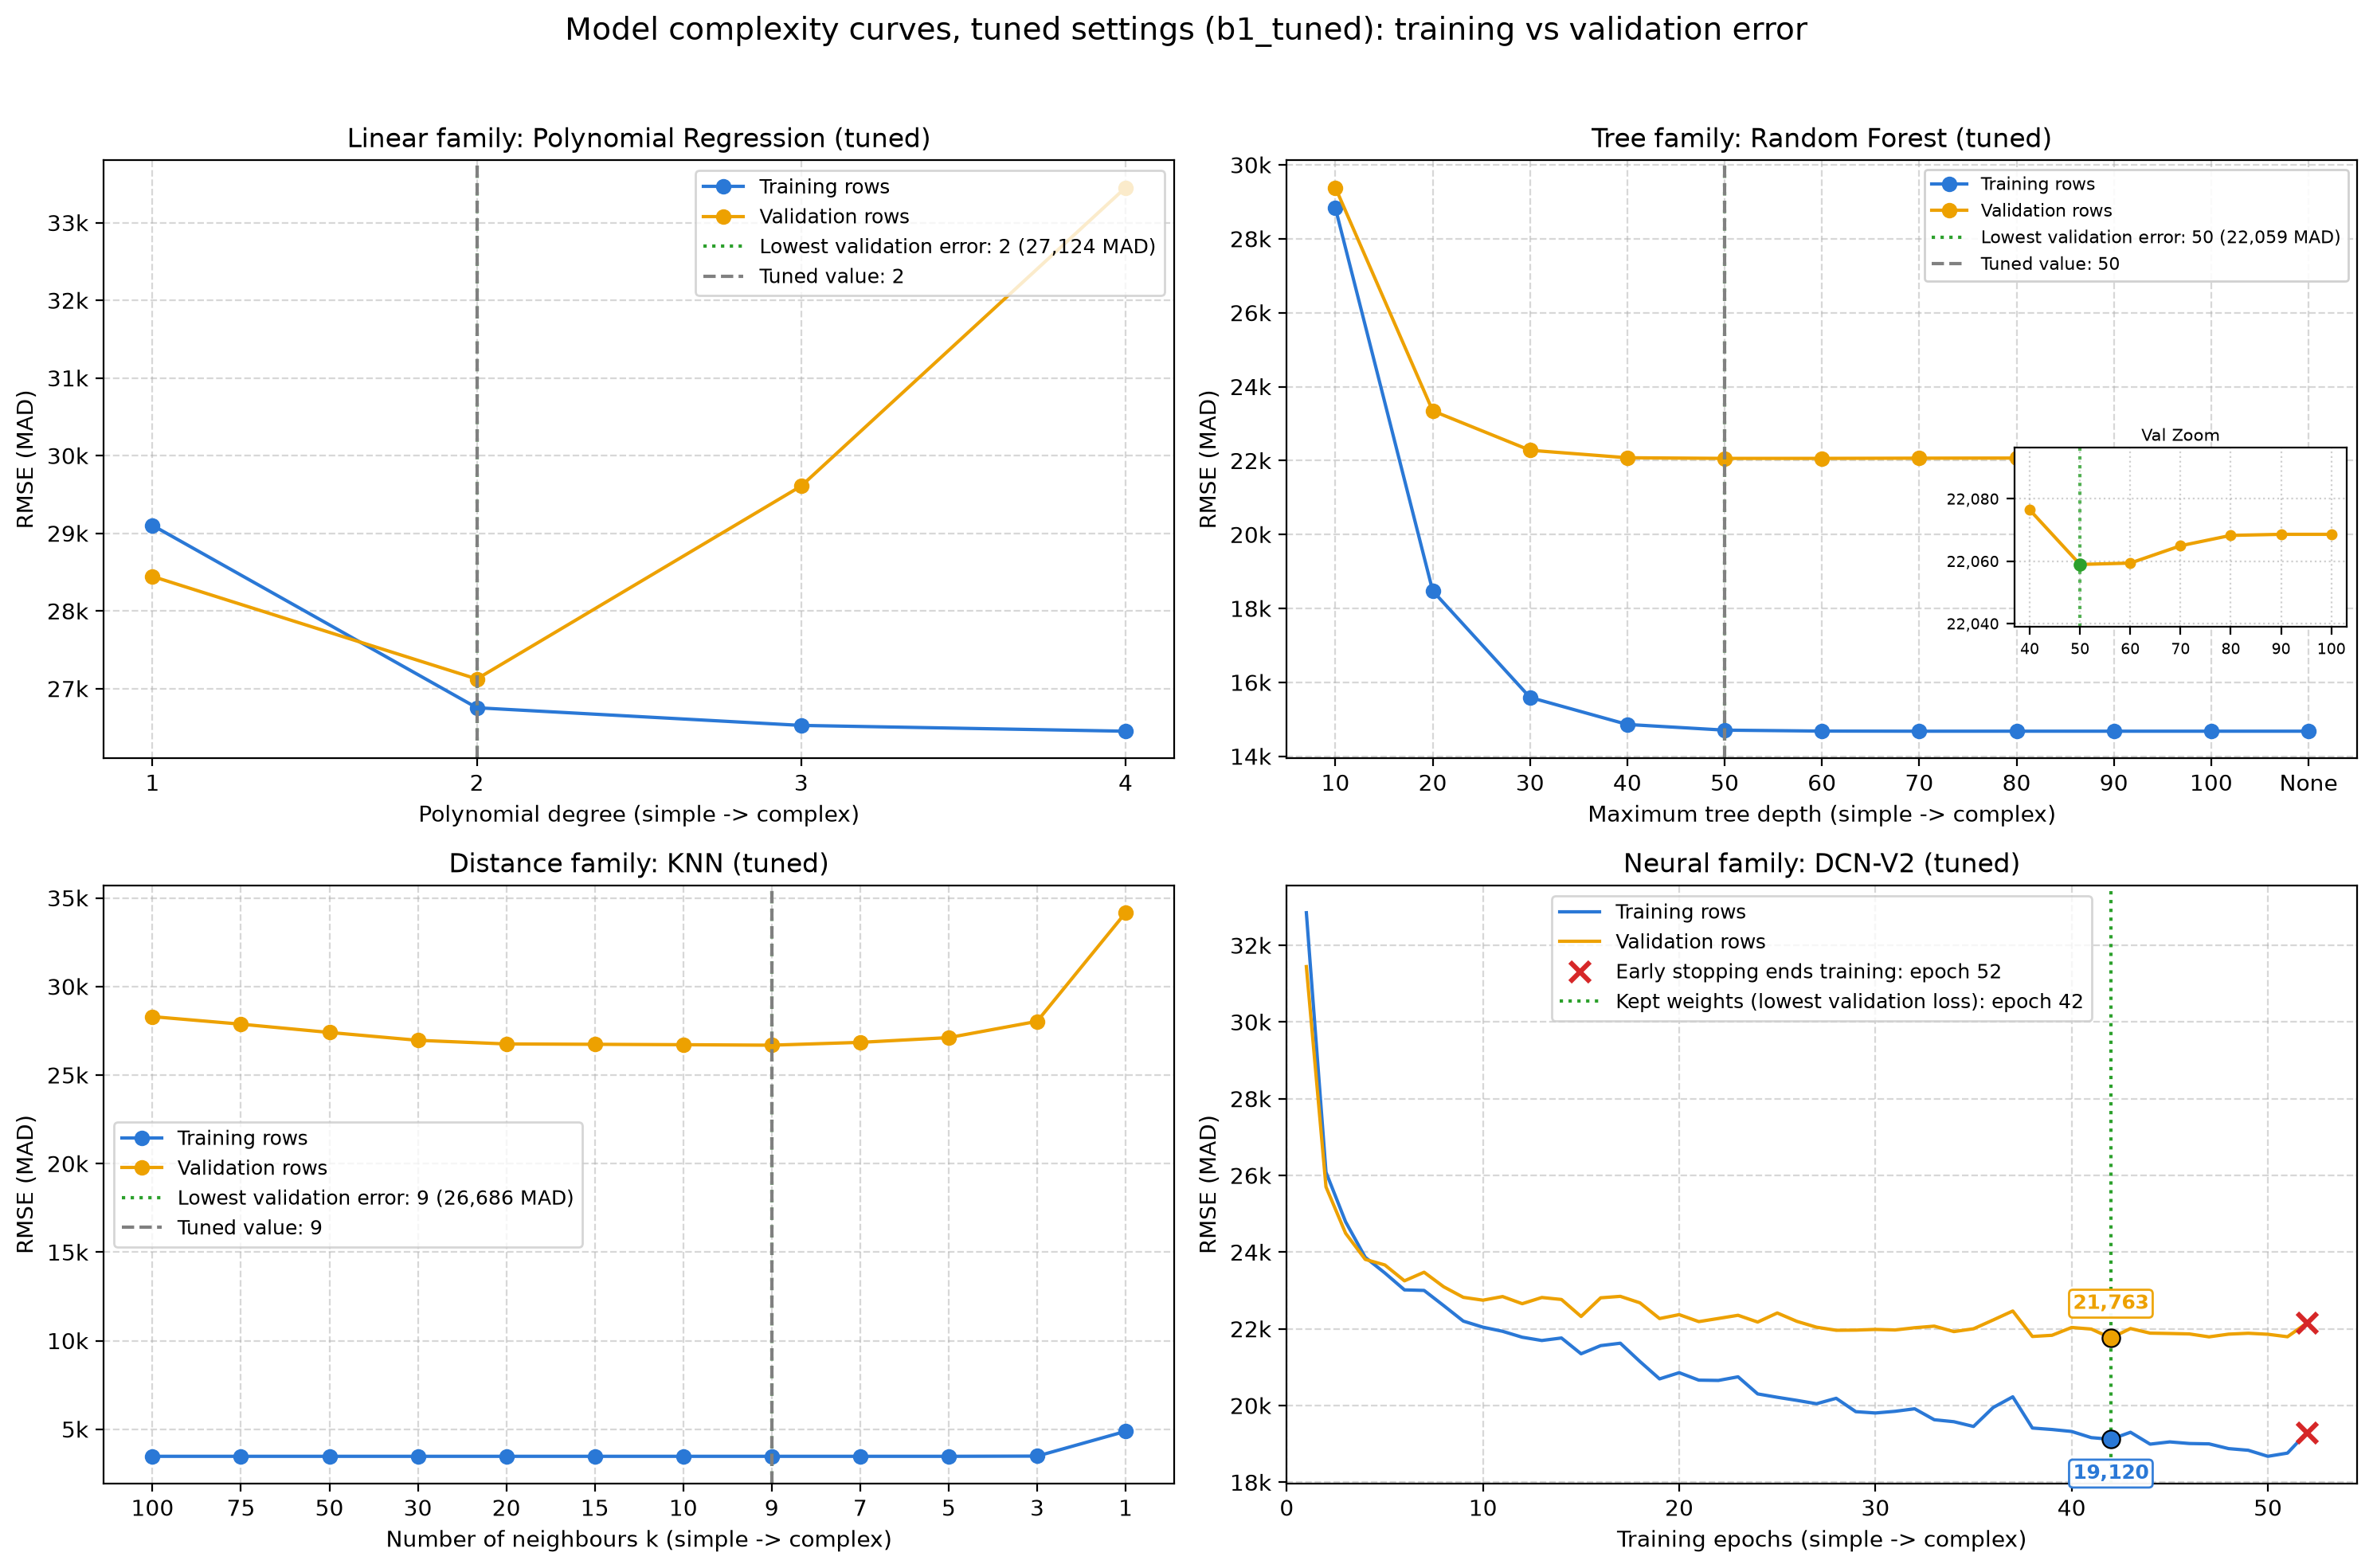 Model complexity curves, tuned settings (b1_tuned): training vs validation error
Linear family: Polynomial Regression (tuned)
RMSE (MAD)
33k
32k
31k
30k
29k
28k
27k
Training rows
Validation rows
Lowest validation error: 2 (27,124 MAD)
Tuned value: 2
1 2 3 4
Polynomial degree (simple -> complex)
Tree family: Random Forest (tuned)
RMSE (MAD)
30k
28k
26k
24k
22k
20k
18k
16k
14k
Training rows
Validation rows
Lowest validation error: 50 (22,059 MAD)
Tuned value: 50
Val Zoom
22,080
22,060
22,040
40 50 60 70 80 90 100
10 20 30 40 50 60 70 80 90 100 None
Maximum tree depth (simple -> complex)
Distance family: KNN (tuned)
RMSE (MAD)
35k
30k
25k
20k
15k
10k
5k
Training rows
Validation rows
Lowest validation error: 9 (26,686 MAD)
Tuned value: 9
100 75 50 30 20 15 10 9 7 5 3 1
Number of neighbours k (simple -> complex)
Neural family: DCN-V2 (tuned)
RMSE (MAD)
32k
30k
28k
26k
24k
22k
20k
18k
Training rows
Validation rows
Early stopping ends training: epoch 52
Kept weights (lowest validation loss): epoch 42
21,763
19,120
0 10 20 30 40 50
Training epochs (simple -> complex)